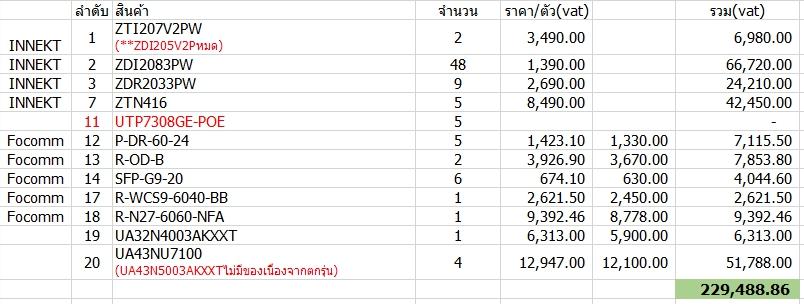 ลำดับ สินค้า จำนวน ราคา/ตัว(vat) รวม(vat)
INNEKT 1 ZTI207V2PW 2 3,490.00 6,980.00
(**ZDI205V2Pหมด)
INNEKT 2 ZDI2083PW 48 1,390.00 66,720.00
INNEKT 3 ZDR2033PW 9 2,690.00 24,210.00
INNEKT 7 ZTN416 5 8,490.00 42,450.00
11 UTP7308GE-POE 5 -
Focomm 12 P-DR-60-24 5 1,423.10 1,330.00 7,115.50
Focomm 13 R-OD-B 2 3,926.90 3,670.00 7,853.80
Focomm 14 SFP-G9-20 6 674.10 630.00 4,044.60
Focomm 17 R-WCS9-6040-BB 1 2,621.50 2,450.00 2,621.50
Focomm 18 R-N27-6060-NFA 1 9,392.46 8,778.00 9,392.46
19 UA32N4003AKXXT 1 6,313.00 5,900.00 6,313.00
20 UA43NU7100 4 12,947.00 12,100.00 51,788.00
(UA43N5003AKXXTไม่มีของเนื่องจากตกรุ่น)
229,488.86